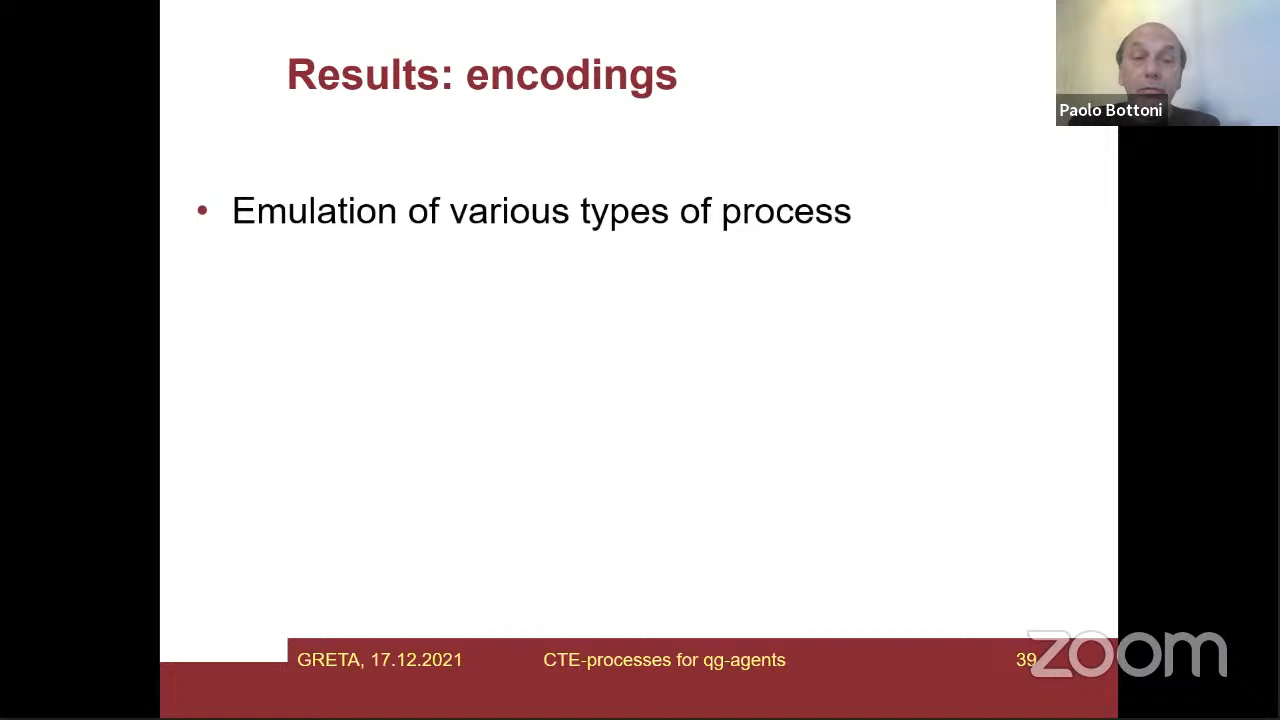 Results: encodings
Paolo Bottoni
• Emulation of various types of process
GRETA, 17.12.2021 CTE-processes for qg-agents 39
zoom